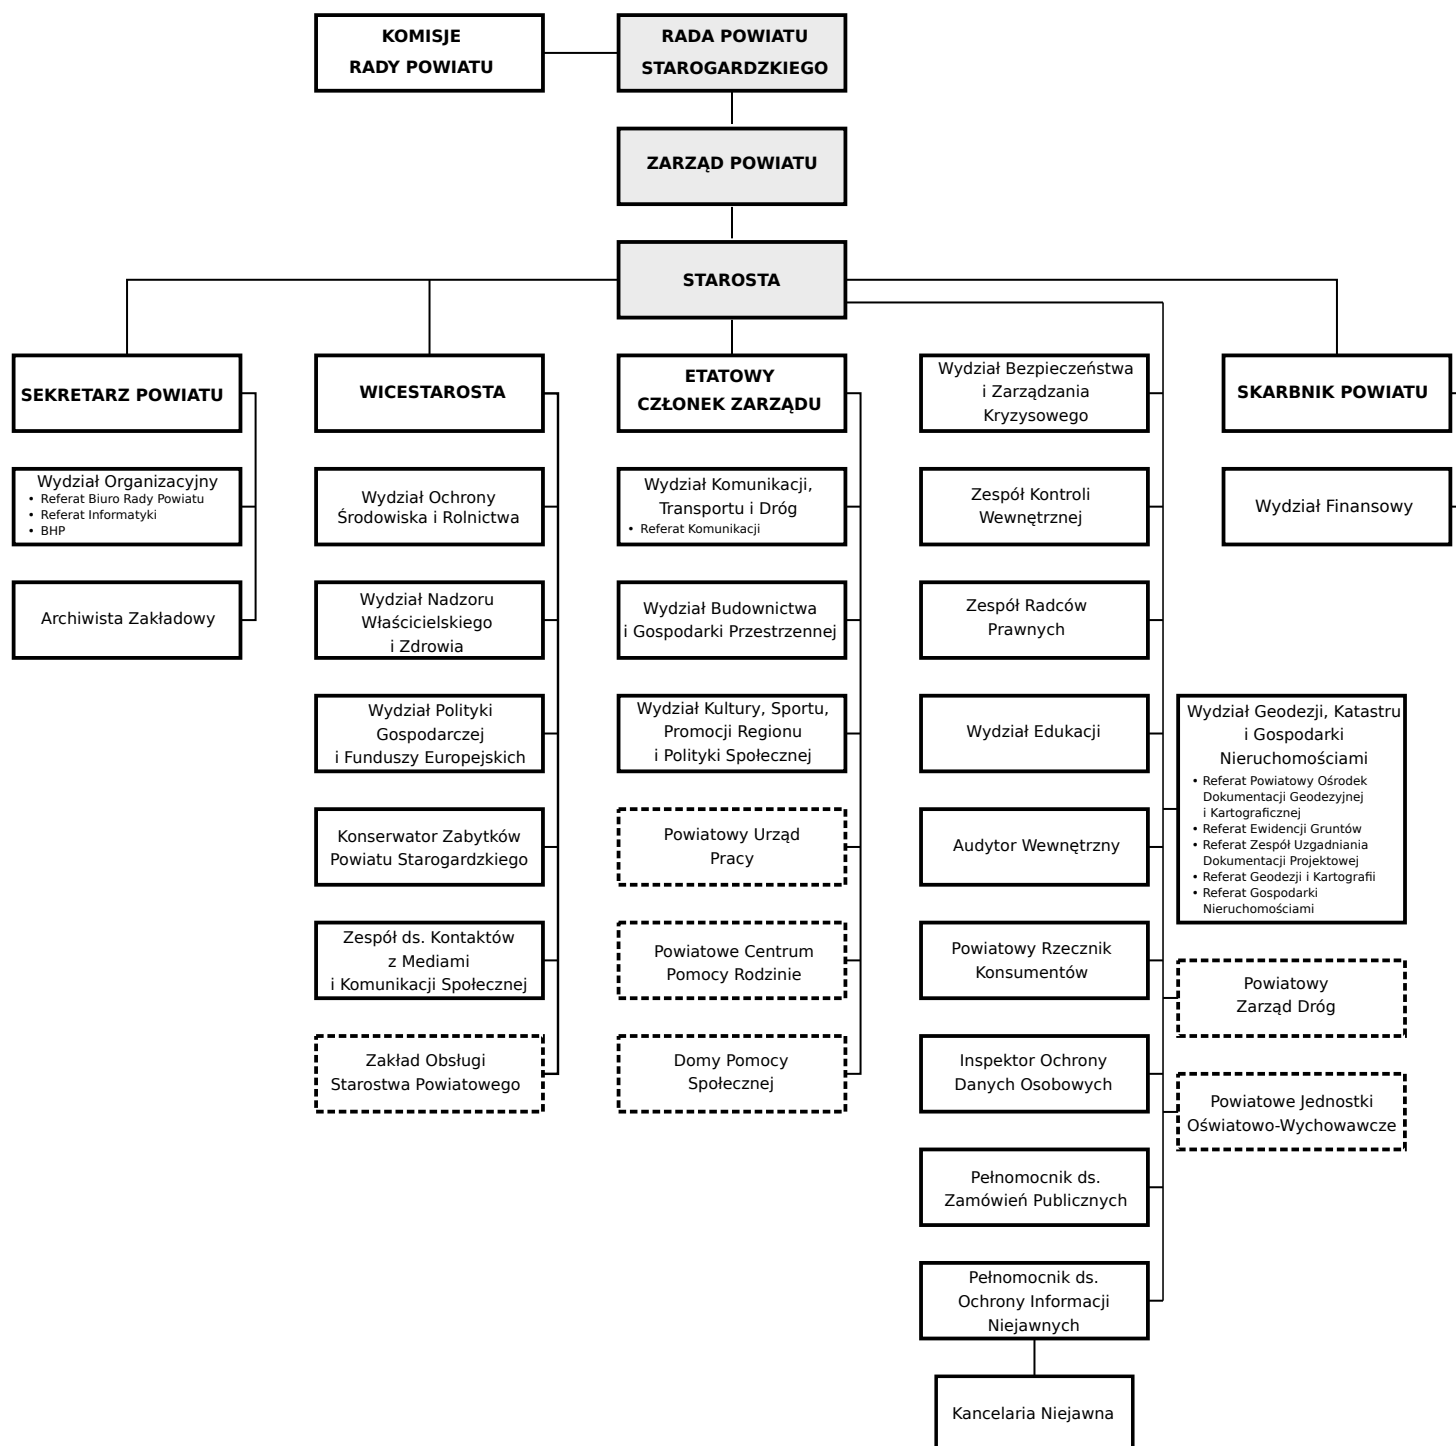 KOMISJE
RADY POWIATU
RADA POWIATU
STAROGARDZKIEGO
ZARZĄD POWIATU
STAROSTA
SEKRETARZ POWIATU
Wydział Organizacyjny
• Referat Biuro Rady Powiatu
• Referat Informatyki
• BHP
Archiwista Zakładowy
WICESTAROSTA
Wydział Ochrony
Środowiska i Rolnictwa
Wydział Nadzoru
Właścicielskiego
i Zdrowia
Wydział Polityki
Gospodarczej
i Funduszy Europejskich
Konserwator Zabytków
Powiatu Starogardzkiego
Zespół ds. Kontaktów
z Mediami
i Komunikacji Społecznej
Zakład Obsługi
Starostwa Powiatowego
ETATOWY
CZŁONEK ZARZĄDU
Wydział Komunikacji,
Transportu i Dróg
• Referat Komunikacji
Wydział Budownictwa
i Gospodarki Przestrzennej
Wydział Kultury, Sportu,
Promocji Regionu
i Polityki Społecznej
Powiatowy Urząd
Pracy
Powiatowe Centrum
Pomocy Rodzinie
Domy Pomocy
Społecznej
Wydział Bezpieczeństwa
i Zarządzania
Kryzysowego
Zespół Kontroli
Wewnętrznej
Zespół Radców
Prawnych
Wydział Edukacji
Audytor Wewnętrzny
Powiatowy Rzecznik
Konsumentów
Inspektor Ochrony
Danych Osobowych
Pełnomocnik ds.
Zamówień Publicznych
Pełnomocnik ds.
Ochrony Informacji
Niejawnych
Kancelaria Niejawna
Wydział Geodezji, Katastru
i Gospodarki
Nieruchomościami
• Referat Powiatowy Ośrodek
Dokumentacji Geodezyjnej
i Kartograficznej
• Referat Ewidencji Gruntów
• Referat Zespół Uzgadniania
Dokumentacji Projektowej
• Referat Geodezji i Kartografii
• Referat Gospodarki
Nieruchomościami
Powiatowy
Zarząd Dróg
Powiatowe Jednostki
Oświatowo-Wychowawcze
SKARBNIK POWIATU
Wydział Finansowy